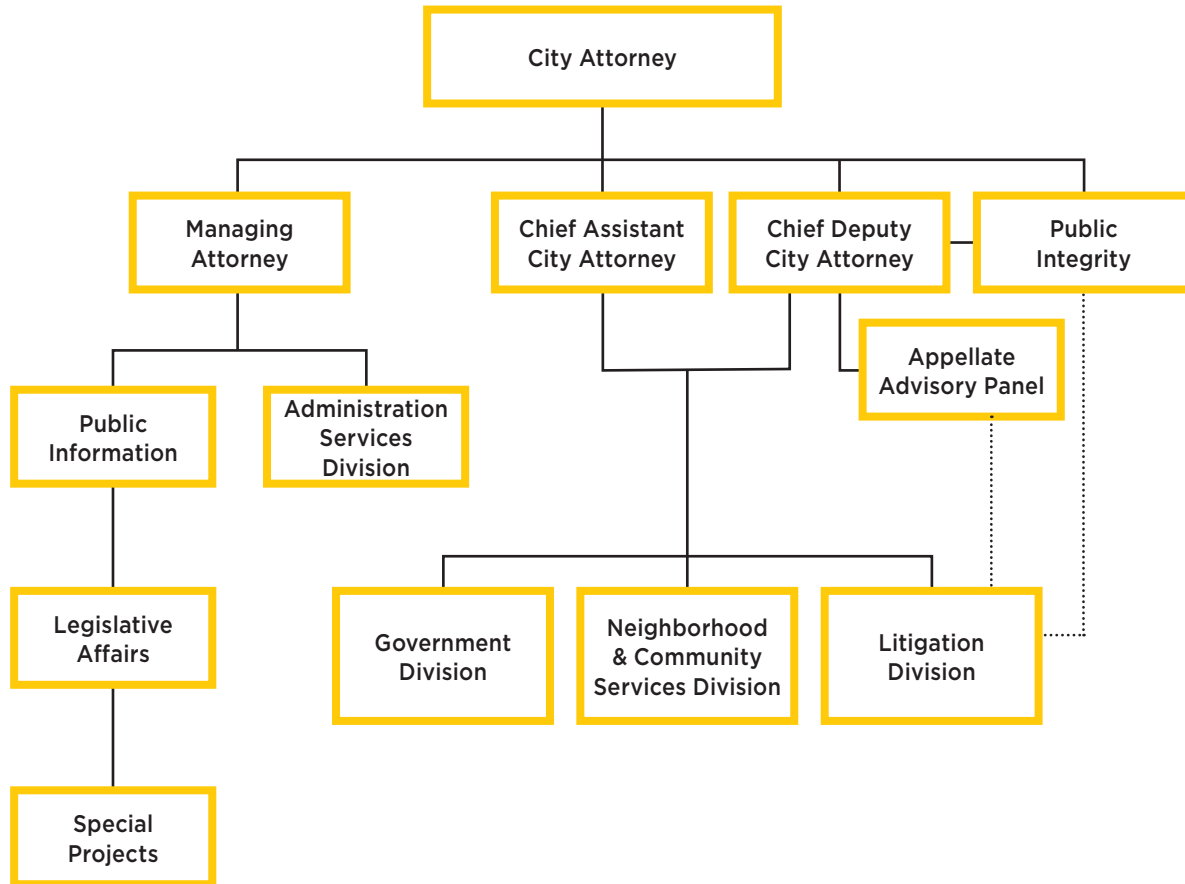 City Attorney
Managing
Attorney
Chief Assistant
City Attorney
Chief Deputy
City Attorney
Public
Integrity
Appellate
Advisory Panel
Public
Information
Administration
Services
Division
Legislative
Affairs
Government
Division
Neighborhood
& Community
Services Division
Litigation
Division
Special
Projects